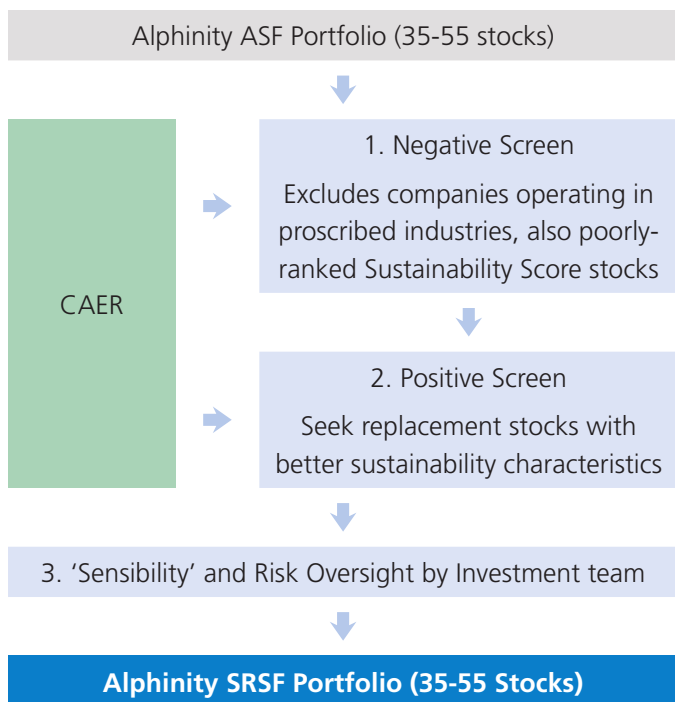 Alphinity ASF Portfolio (35-55 stocks)
CAER
1. Negative Screen
Excludes companies operating in
proscribed industries, also poorly-
ranked Sustainability Score stocks
2. Positive Screen
Seek replacement stocks with
better sustainability characteristics
3. ‘Sensibility’ and Risk Oversight by Investment team
Alphinity SRSF Portfolio (35-55 Stocks)